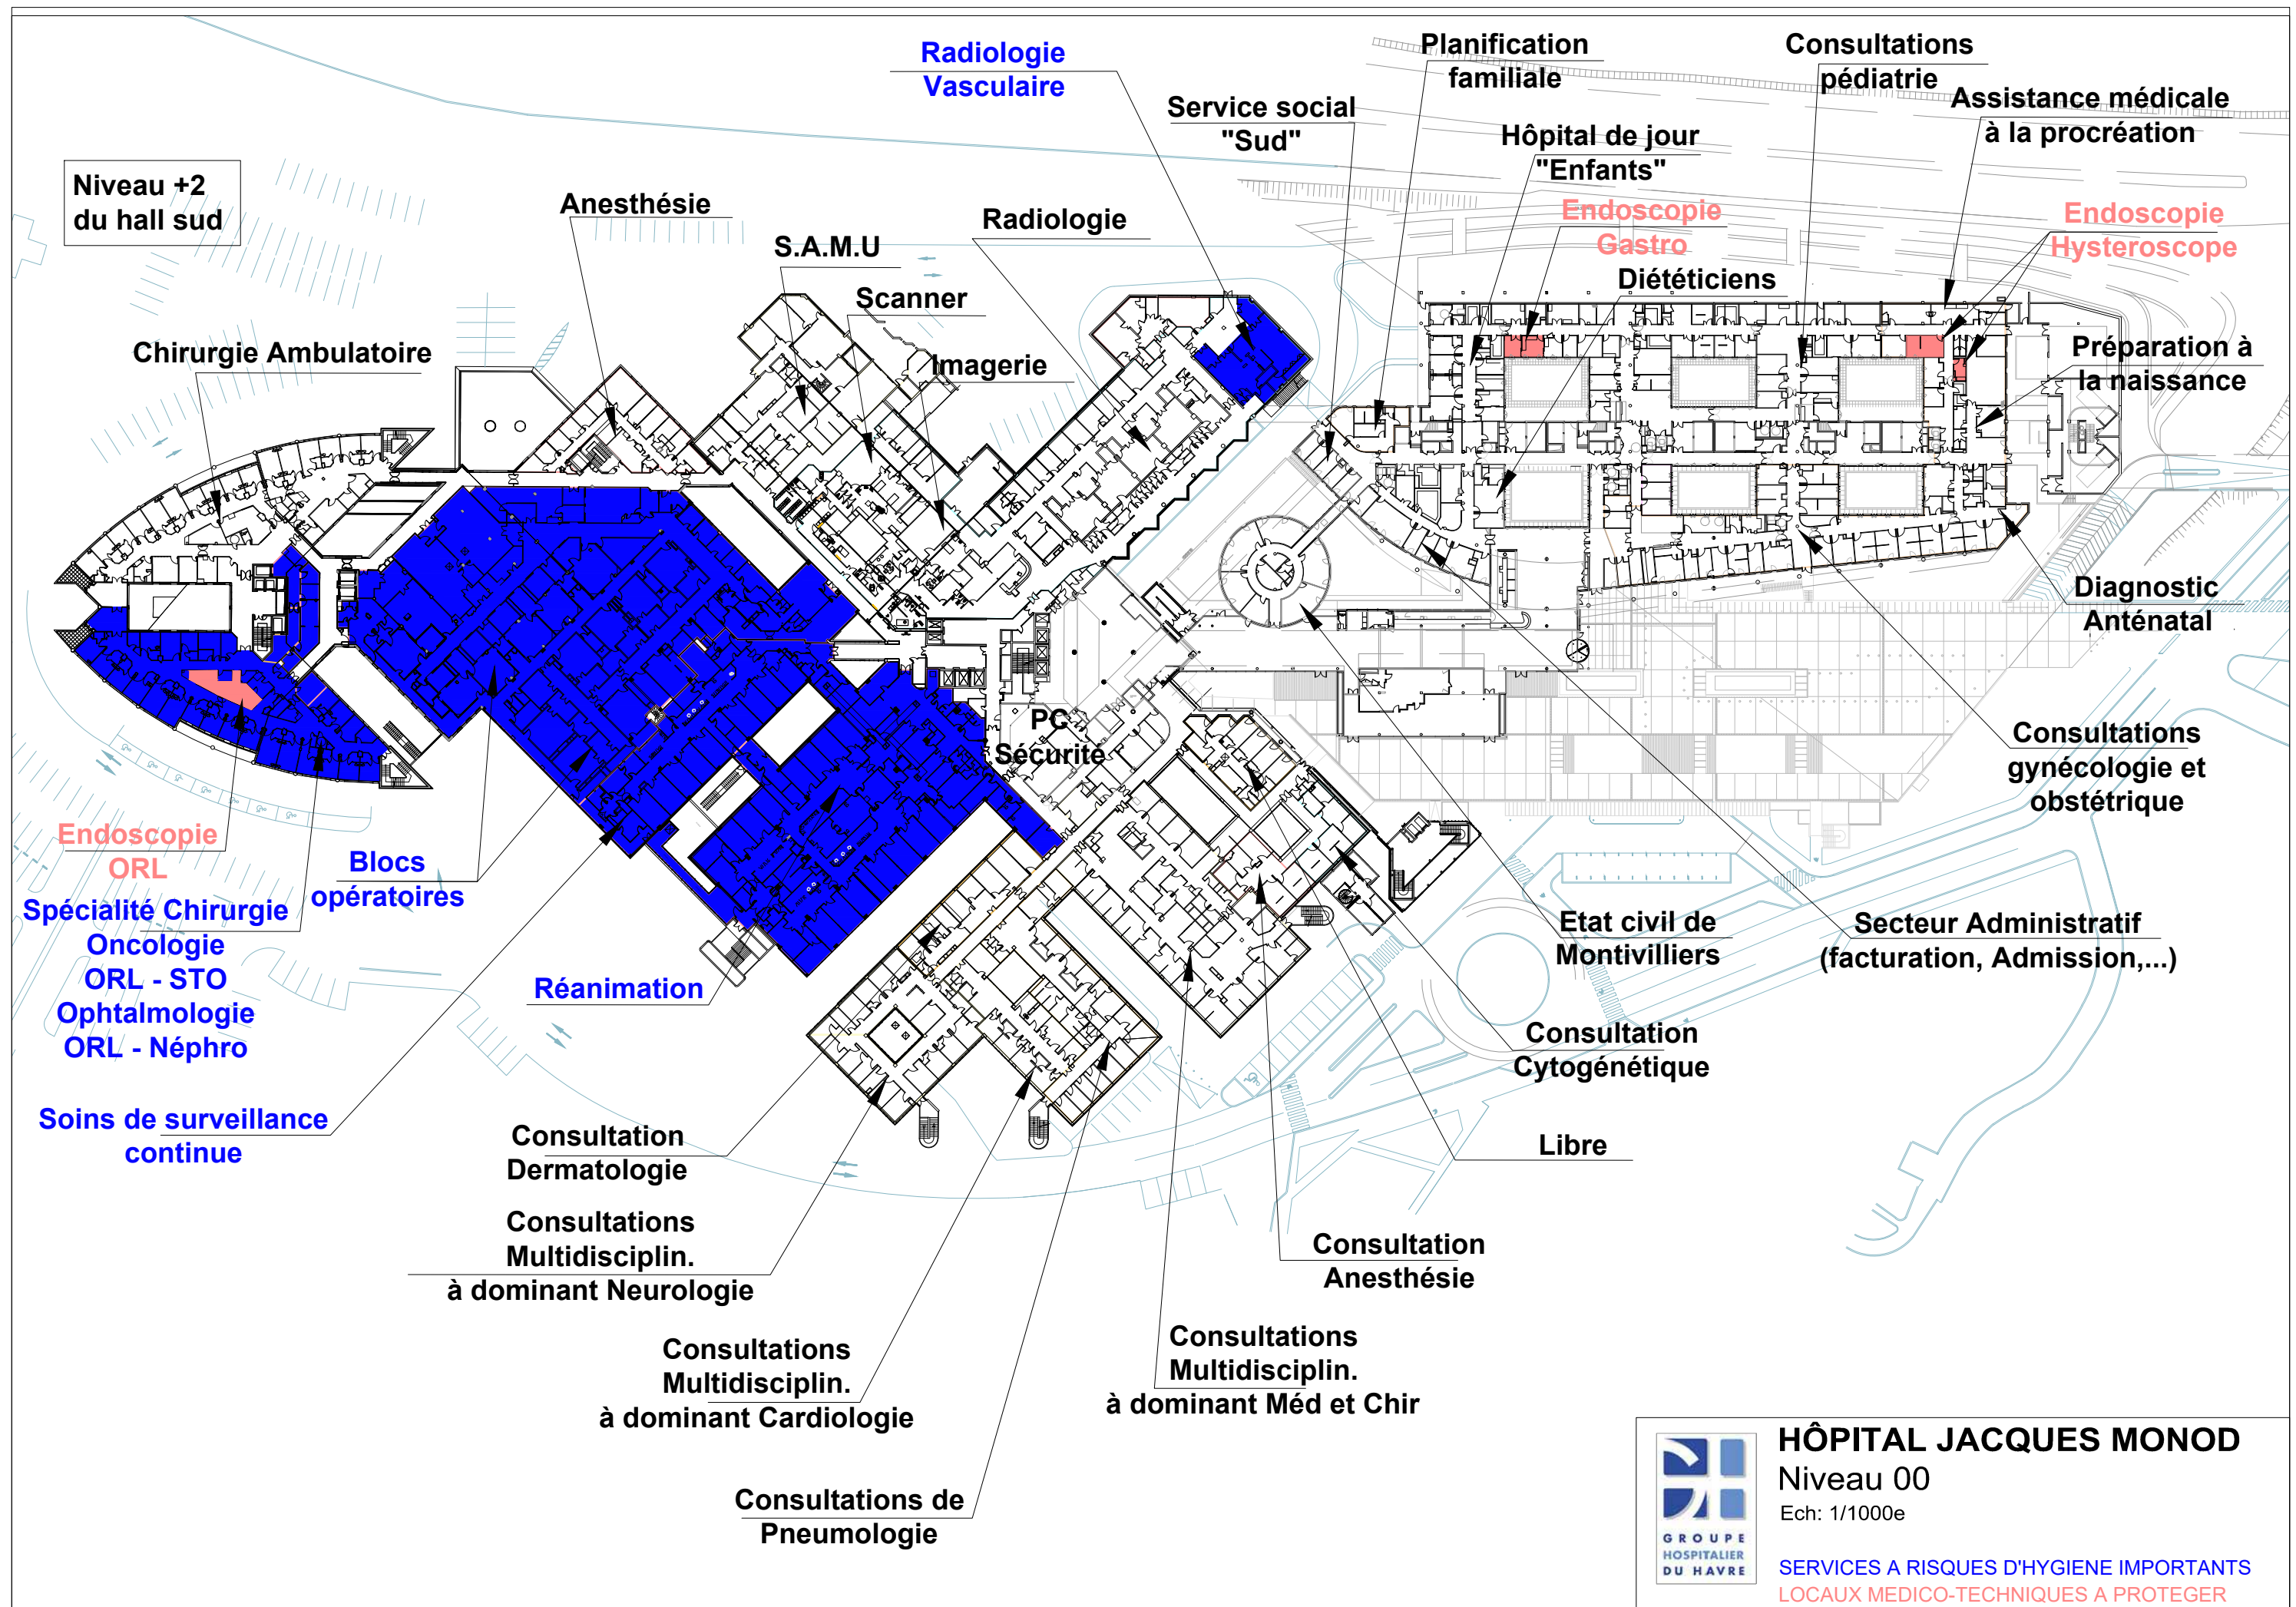 Radiologie
Vasculaire
Planification
familiale
Consultations
pédiatrie
Service social
"Sud"
Hôpital de jour
"Enfants"
Assistance médicale
à la procréation
Niveau +2
du hall sud
Anesthésie
Radiologie
Endoscopie
Gastro
Endoscopie
Hysteroscope
S.A.M.U
Scanner
Diététiciens
Chirurgie Ambulatoire
Imagerie
Préparation à
la naissance
Diagnostic
Anténatal
PC
Sécurité
Consultations
gynécologie et
obstétrique
Endoscopie
ORL
Blocs
opératoires
Spécialité Chirurgie
Oncologie
ORL - STO
Ophtalmologie
ORL - Néphro
Réanimation
Etat civil de
Montivilliers
Secteur Administratif
(facturation, Admission,...)
Consultation
Cytogénétique
Soins de surveillance
continue
Consultation
Dermatologie
Libre
Consultations
Multidisciplin.
à dominant Neurologie
Consultation
Anesthésie
Consultations
Multidisciplin.
à dominant Cardiologie
Consultations
Multidisciplin.
à dominant Méd et Chir
Consultations de
Pneumologie
HÔPITAL JACQUES MONOD
Niveau 00
Ech: 1/1000e
GROUPE
HOSPITALIER
DU HAVRE
SERVICES A RISQUES D'HYGIENE IMPORTANTS
LOCAUX MEDICO-TECHNIQUES A PROTEGER